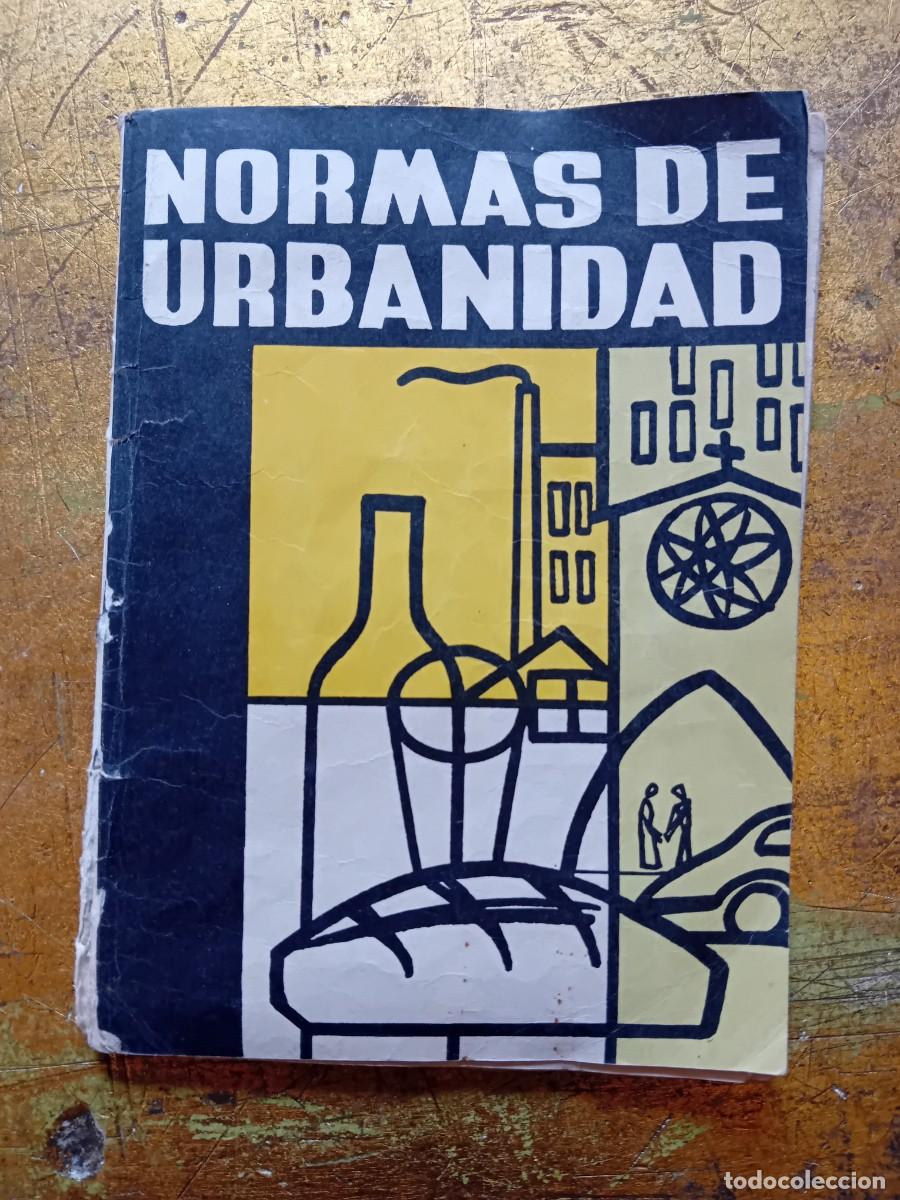 NORMAS DE
URBANIDAD
todocoleccion